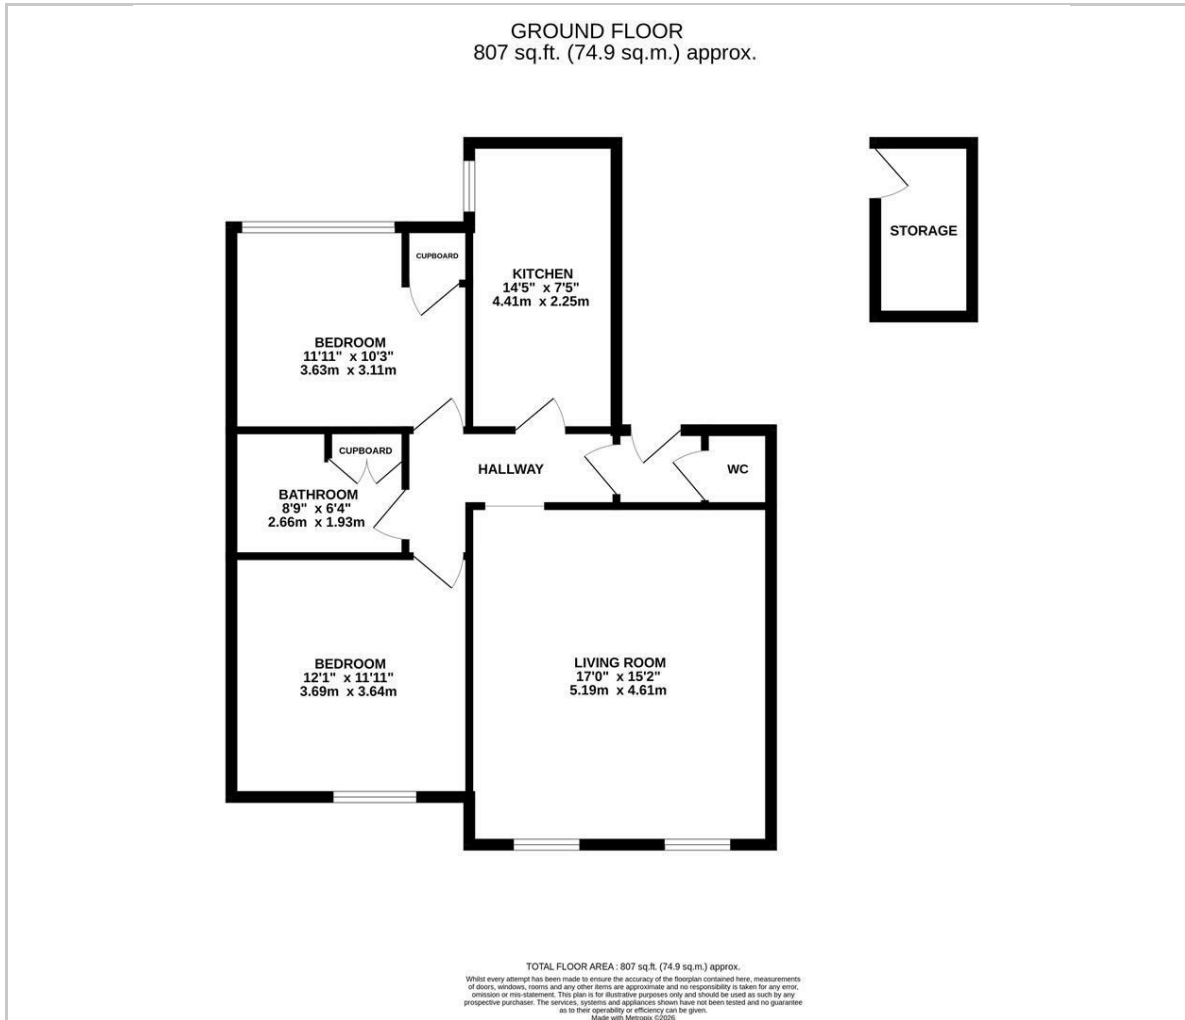 GROUND FLOOR
807 sq.ft. (74.9 sq.m.) approx.
STORAGE
CUPBOARD
KITCHEN
14'5" x 7'5"
4.41m x 2.25m
BEDROOM
11'11" x 10'3"
3.63m x 3.11m
CUPBOARD
HALLWAY
WC
BATHROOM
8'9" x 6'4"
2.66m x 1.93m
BEDROOM
12'1" x 11'11"
3.69m x 3.64m
LIVING ROOM
17'0" x 15'2"
5.19m x 4.61m
TOTAL FLOOR AREA : 807 sq.ft. (74.9 sq.m.) approx.
Whilst every attempt has been made to ensure the accuracy of the floorplan contained here, measurements
of doors, windows, rooms and any other items are approximate and no responsibility is taken for any error,
omission or mis-statement. This plan is for illustrative purposes only and should be used as such by any
prospective purchaser. The services, systems and appliances shown have not been tested and no guarantee
as to their operability or efficiency can be given.
Made with Metropix ©2026